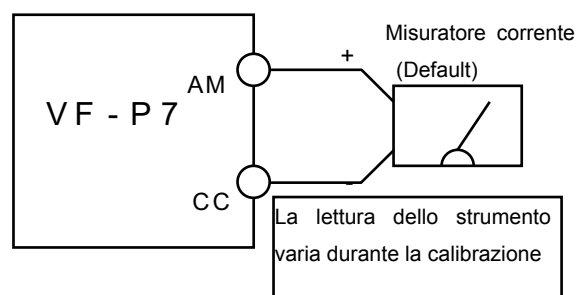 Misuratore corrente
(Default)
+
AM
VF - P7
CC
-
La lettura dello strumento
varia durante la calibrazione